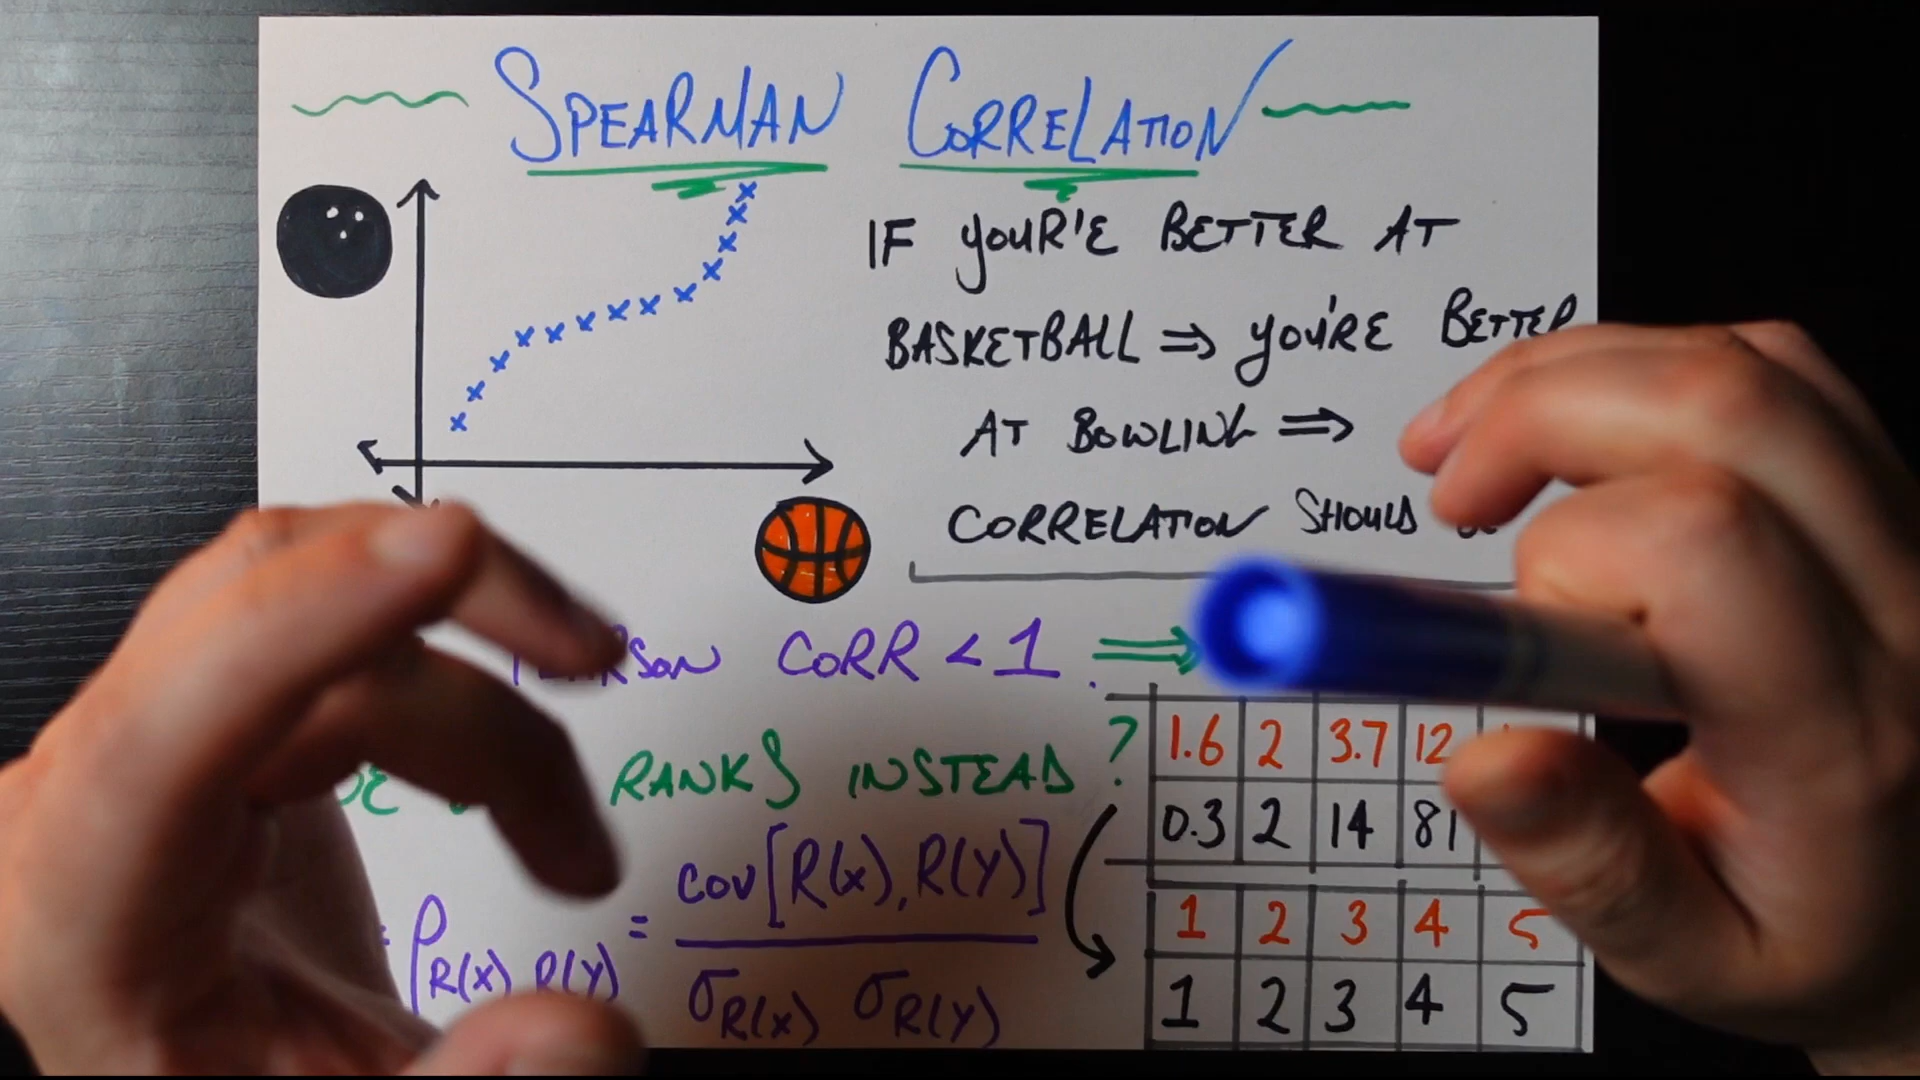 SPEARMAN CORRELATION
IF YOUR'E BETTER AT
BASKETBALL ⇒ YOU'RE BETTER
AT BOWLING ⇒
CORRELATION SHOULD
CORR < 1 ⇒
RANKS INSTEAD ?
= ρ R(X) R(Y) = COV[R(X), R(Y)]
σR(X) σR(Y)
1.6 2 3.7 12
0.3 2 14 81
1 2 3 4 5
1 2 3 4 5